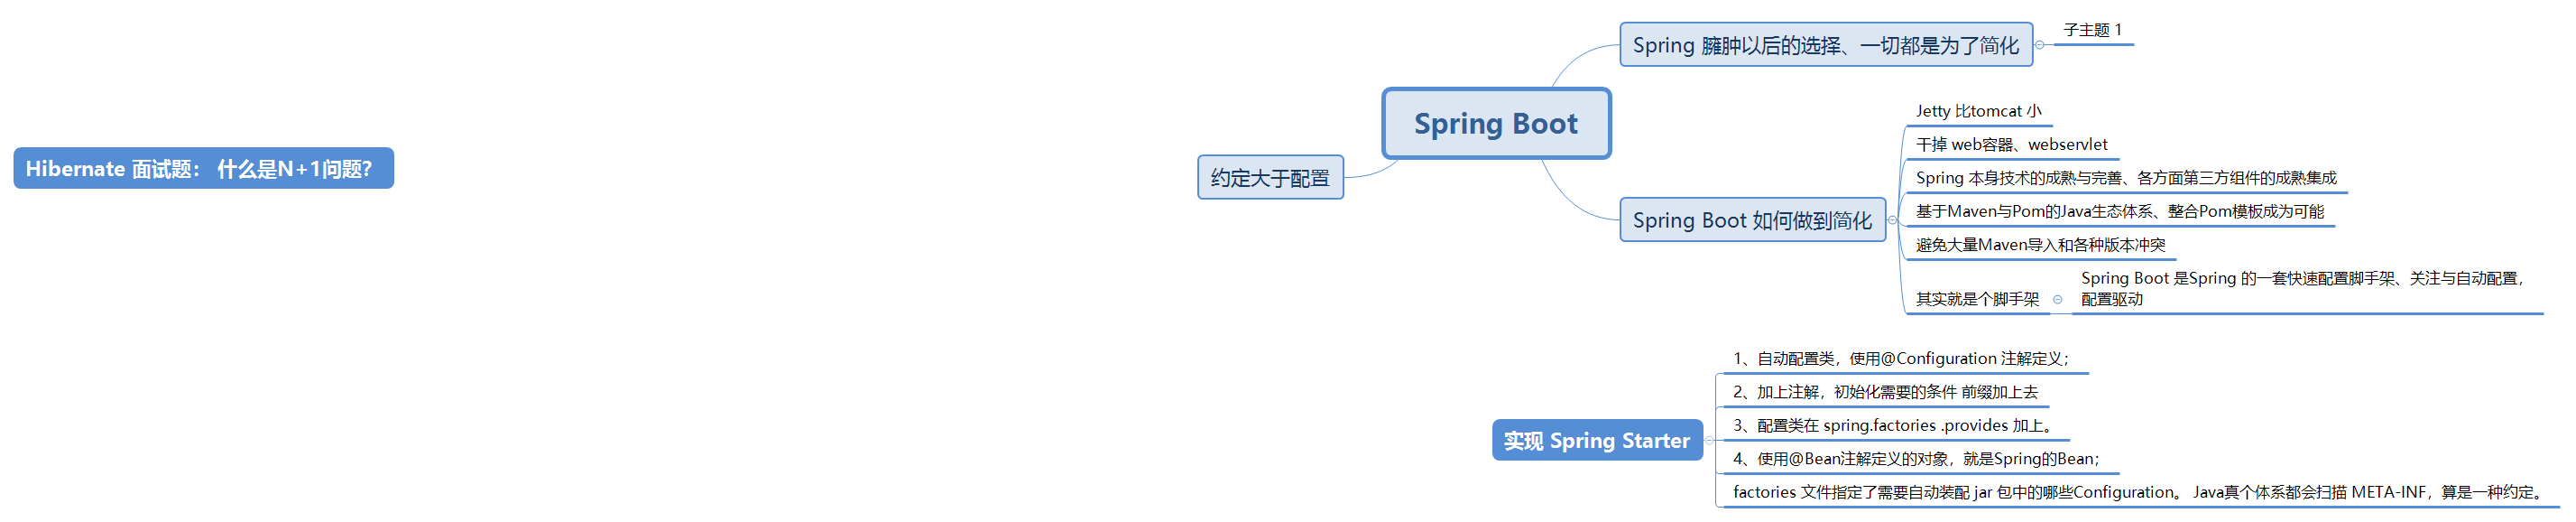 Spring 臃肿以后的选择、一切都是为了简化
子主题 1
Spring Boot
约定大于配置
Hibernate 面试题： 什么是N+1问题？
Spring Boot 如何做到简化
Jetty 比tomcat 小
干掉 web容器、webservlet
Spring 本身技术的成熟与完善、各方面第三方组件的成熟集成
基于Maven与Pom的Java生态体系、整合Pom模板成为可能
避免大量Maven导入和各种版本冲突
其实就是个脚手架
Spring Boot 是Spring 的一套快速配置脚手架、关注与自动配置，
配置驱动
实现 Spring Starter
1、自动配置类，使用@Configuration 注解定义；
2、加上注解，初始化需要的条件 前缀加上去
3、配置类在 spring.factories .provides 加上。
4、使用@Bean注解定义的对象，就是Spring的Bean；
factories 文件指定了需要自动装配 jar 包中的哪些Configuration。 Java真个体系都会扫描 META-INF，算是一种约定。